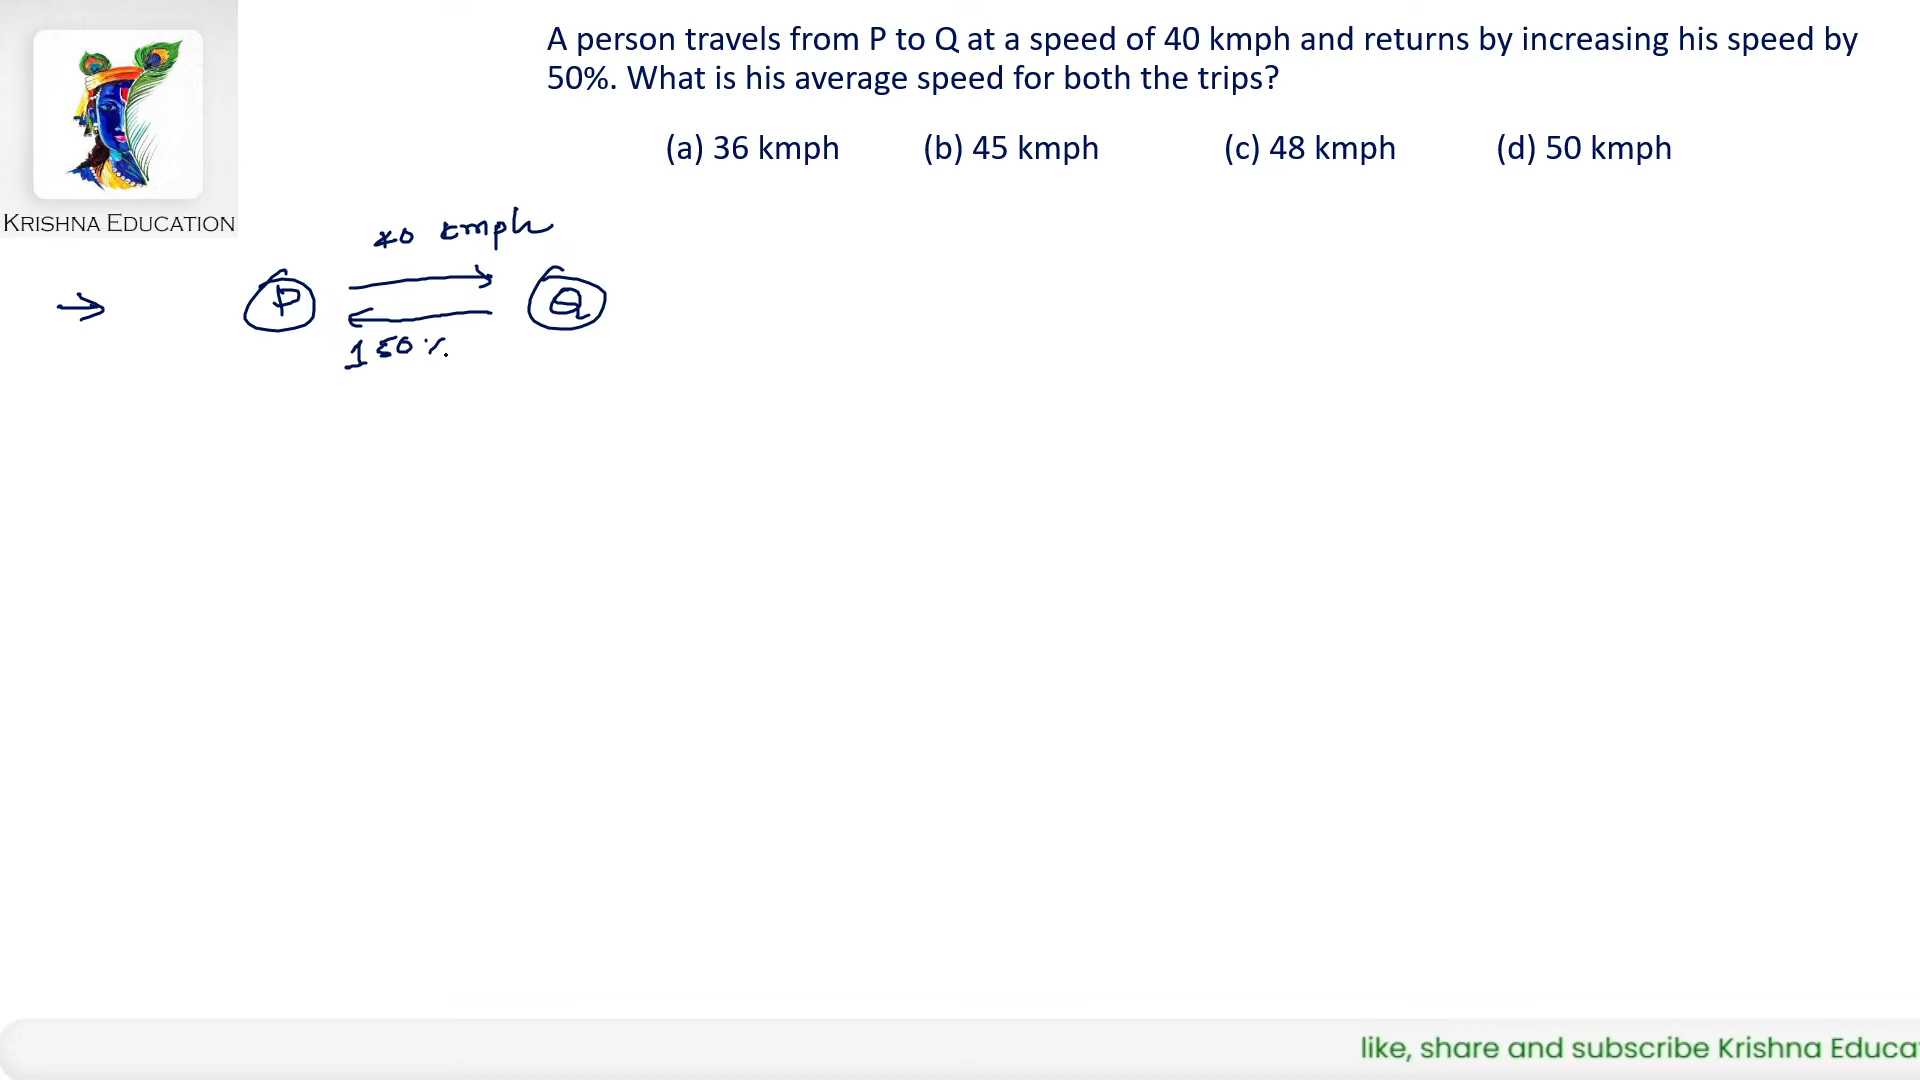 A person travels from P to Q at a speed of 40 kmph and returns by increasing his speed by
50%. What is his average speed for both the trips?
(a) 36 kmph (b) 45 kmph (c) 48 kmph (d) 50 kmph
KRISHNA EDUCATION
40 kmph
P Q
150%
like, share and subscribe Krishna Educa